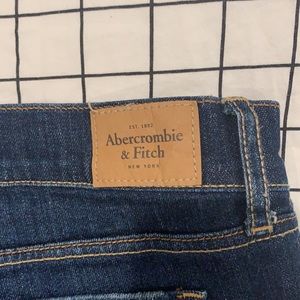 EST. 1892
Abercrombie
& Fitch
NEW YORK